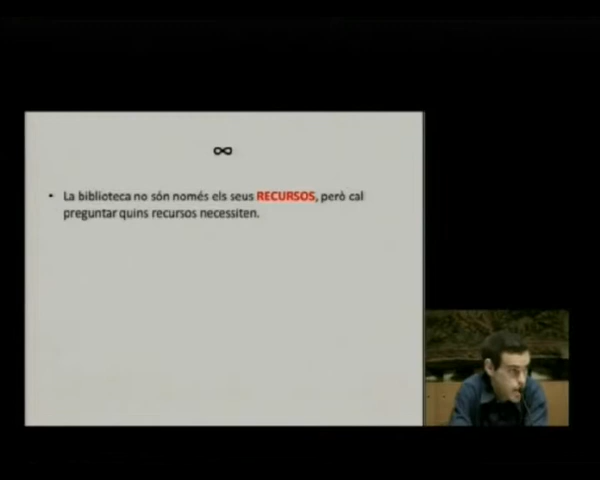 ∞
• La biblioteca no són només els seus RECURSOS, però cal
preguntar quins recursos necessiten.